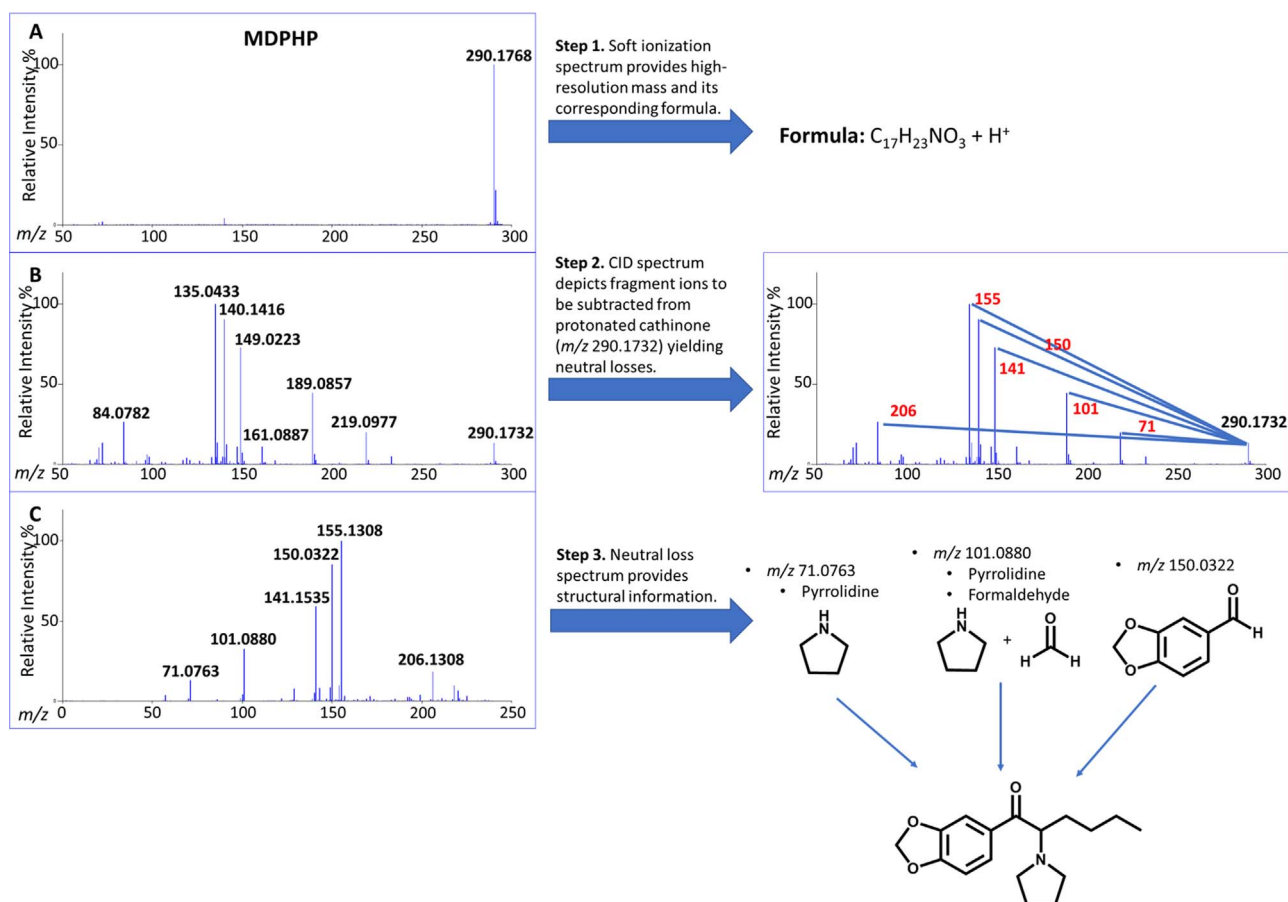 A
MDPHP
Relative Intensity %
100
50
290.1768
m/z
50
100
150
200
250
300
Step 1. Soft ionization
spectrum provides high-
resolution mass and its
corresponding formula.
Formula: C₁₇H₂₃NO₃ + H⁺
B
Relative Intensity %
100
50
135.0433
140.1416
149.0223
189.0857
84.0782
161.0887
219.0977
290.1732
m/z
50
100
150
200
250
300
Step 2. CID spectrum
depicts fragment ions to
be subtracted from
protonated cathinone
(m/z 290.1732) yielding
neutral losses.
Relative Intensity %
100
50
155
150
141
206
101
71
290.1732
m/z
50
100
150
200
250
300
C
Relative Intensity %
100
50
0
155.1308
150.0322
141.1535
101.0880
71.0763
206.1308
m/z
0
50
100
150
200
250
Step 3. Neutral loss
spectrum provides
structural information.
• m/z 71.0763
• Pyrrolidine
H
N
• m/z 101.0880
• Pyrrolidine
• Formaldehyde
H
N
+
O
H H
• m/z 150.0322
O
O
O
H
O
O
O
N